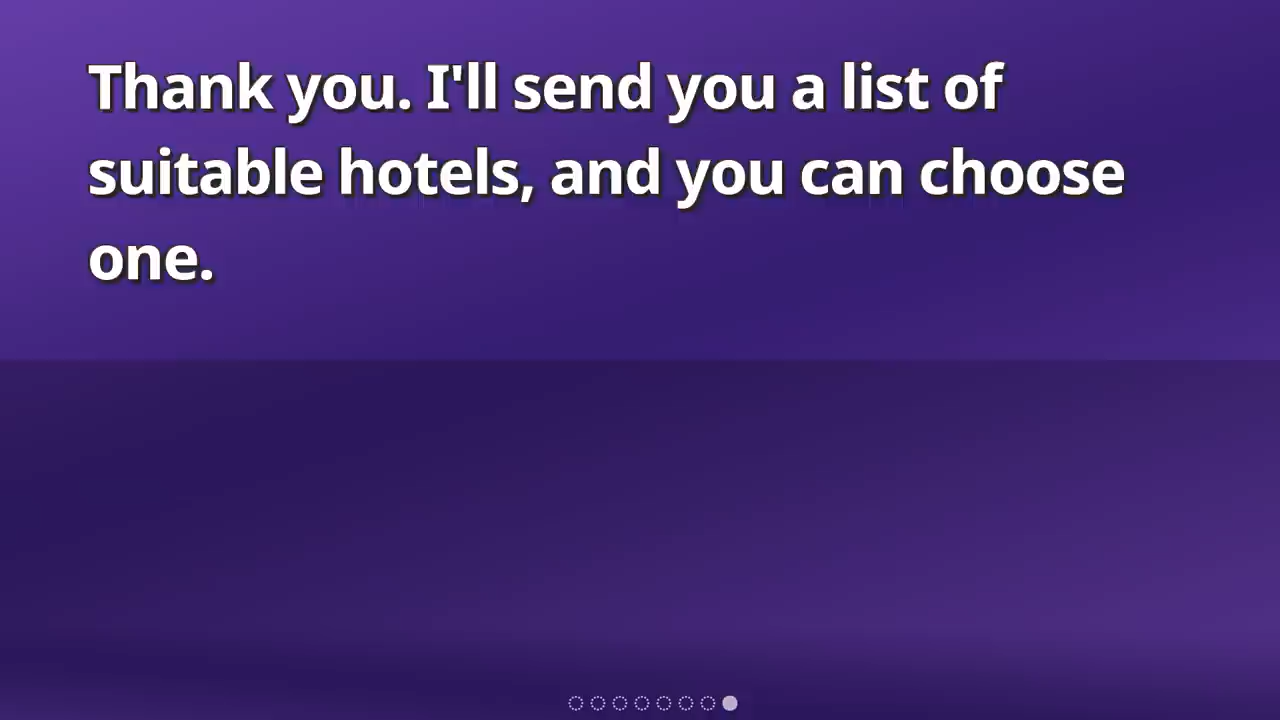 Thank you. I'll send you a list of
suitable hotels, and you can choose
one.